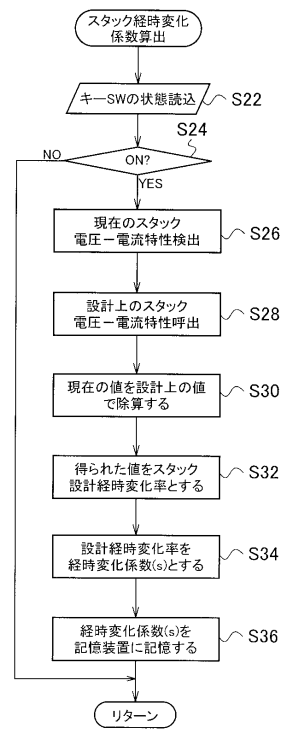 スタック経時変化
係数算出
キーSWの状態読込
S22
S24
NO
ON?
YES
現在のスタック
電圧－電流特性検出
S26
設計上のスタック
電圧－電流特性呼出
S28
現在の値を設計上の値
で除算する
S30
得られた値をスタック
設計経時変化率とする
S32
設計経時変化率を
経時変化係数(s)とする
S34
経時変化係数(s)を
記憶装置に記憶する
S36
リターン